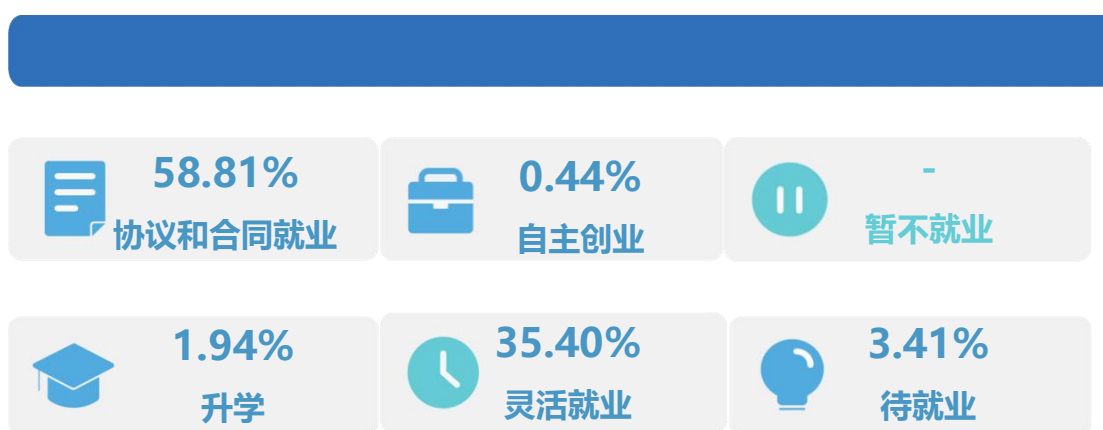 58.81%
协议和合同就业
0.44%
自主创业
-
暂不就业
1.94%
升学
35.40%
灵活就业
3.41%
待就业